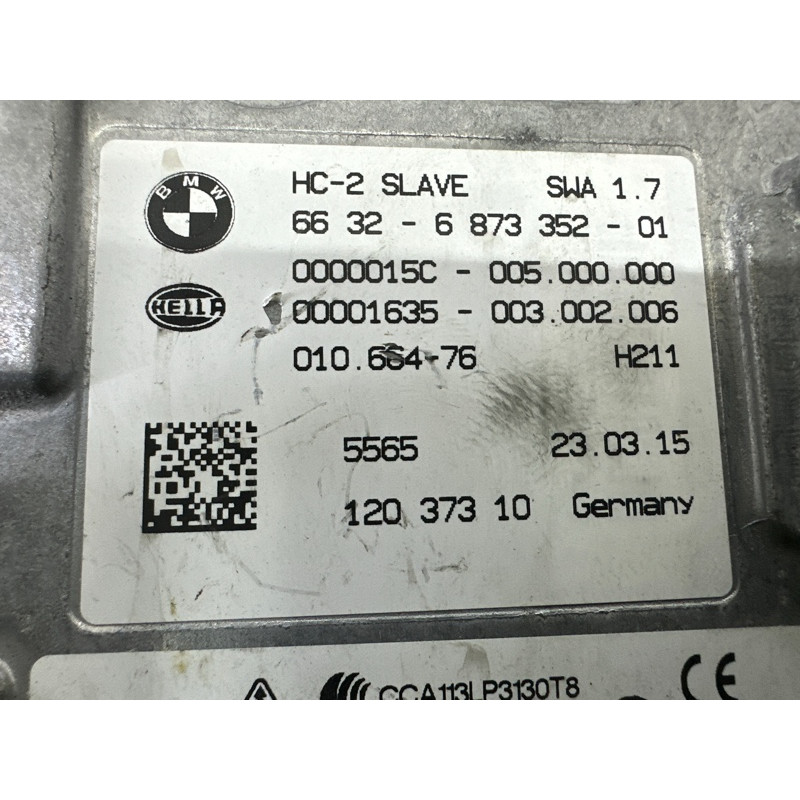 BMW
HC-2 SLAVE SWA 1.7
66 32 - 6 873 352 - 01
0000015C - 005.000.000
HELLA
00001635 - 003.002.006
010.664-76 H211
5565 23.03.15
120 373 10 Germany
CCA113LP3130T8 CE